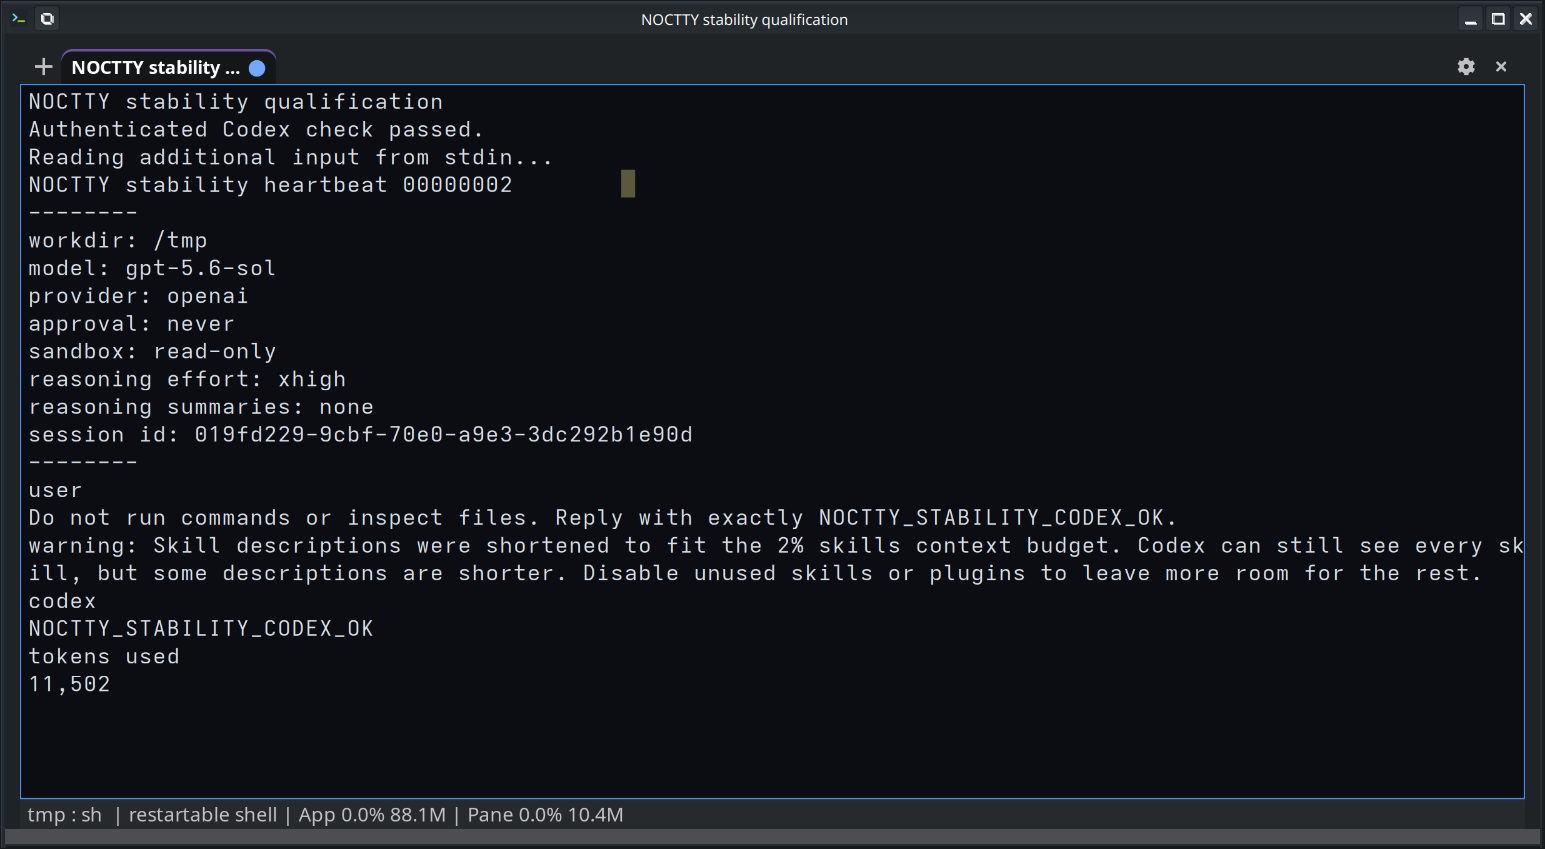 NOCTTY stability qualification
NOCTTY stability ...
NOCTTY stability qualification
Authenticated Codex check passed.
Reading additional input from stdin...
NOCTTY stability heartbeat 00000002
--------
workdir: /tmp
model: gpt-5.6-sol
provider: openai
approval: never
sandbox: read-only
reasoning effort: xhigh
reasoning summaries: none
session id: 019fd229-9cbf-70e0-a9e3-3dc292b1e90d
--------
user
Do not run commands or inspect files. Reply with exactly NOCTTY_STABILITY_CODEX_OK.
warning: Skill descriptions were shortened to fit the 2% skills context budget. Codex can still see every sk
ill, but some descriptions are shorter. Disable unused skills or plugins to leave more room for the rest.
codex
NOCTTY_STABILITY_CODEX_OK
tokens used
11,502
tmp : sh | restartable shell | App 0.0% 88.1M | Pane 0.0% 10.4M